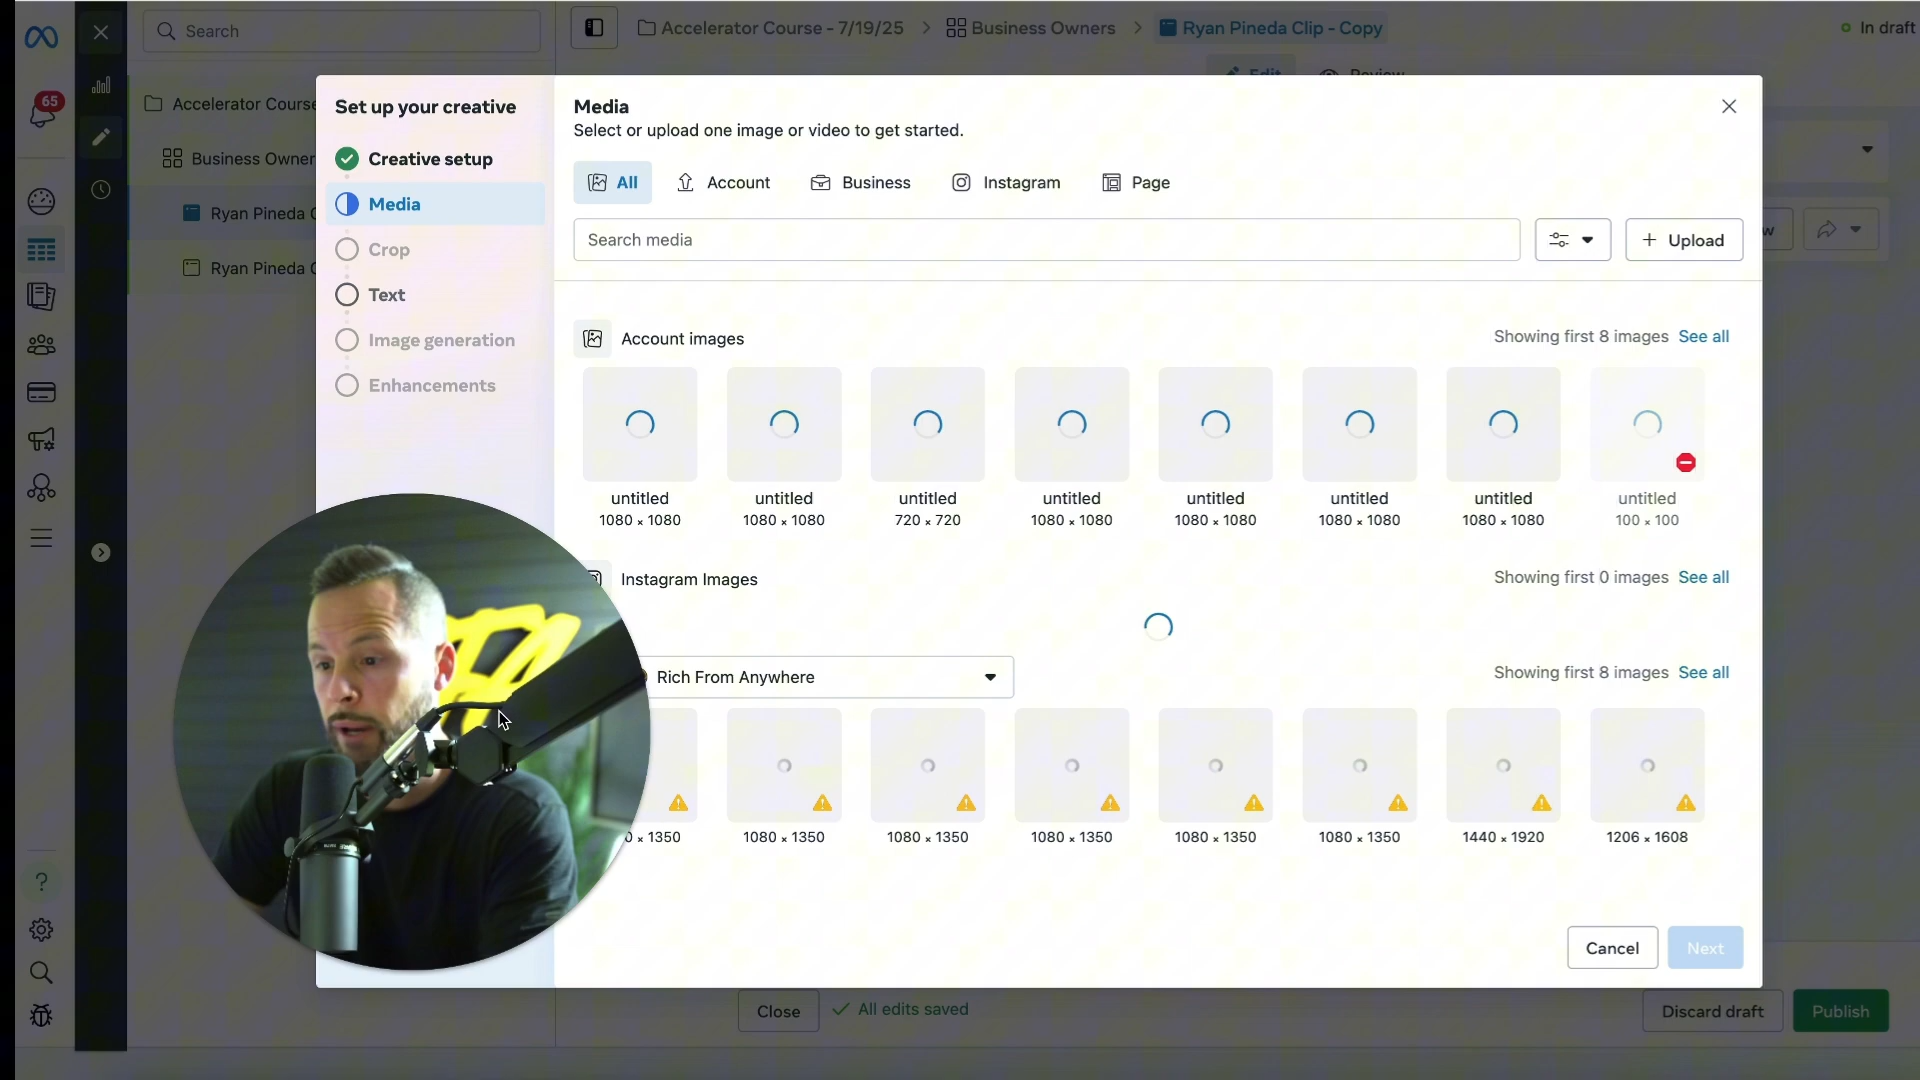 Search
Accelerator Course - 7/19/25
Business Owners
Ryan Pineda Clip - Copy
In draft
65
Edit
Review
Accelerator Course
Business Owner
Ryan Pineda C
Ryan Pineda C
Set up your creative
Creative setup
Media
Crop
Text
Image generation
Enhancements
Media
Select or upload one image or video to get started.
All
Account
Business
Instagram
Page
Search media
Upload
Account images
Showing first 8 images See all
untitled
1080 × 1080
untitled
1080 × 1080
untitled
720 × 720
untitled
1080 × 1080
untitled
1080 × 1080
untitled
1080 × 1080
untitled
1080 × 1080
untitled
100 × 100
Instagram Images
Showing first 0 images See all
Rich From Anywhere
Showing first 8 images See all
0 × 1350
1080 × 1350
1080 × 1350
1080 × 1350
1080 × 1350
1080 × 1350
1440 × 1920
1206 × 1608
Cancel
Next
Close
All edits saved
Discard draft
Publish